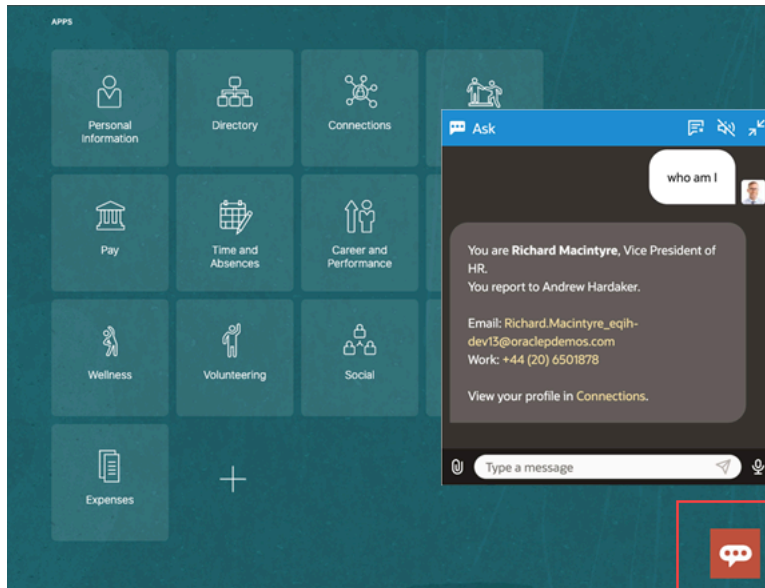 APPS
Personal
Information
Directory
Connections
Pay
Time and
Absences
Career and
Performance
Wellness
Volunteering
Social
Expenses
Ask
who am I
You are Richard Macintyre, Vice President of
HR.
You report to Andrew Hardaker.
Email: Richard.Macintyre_eqih-
dev13@oraclepdemos.com
Work: +44 (20) 6501878
View your profile in Connections.
Type a message